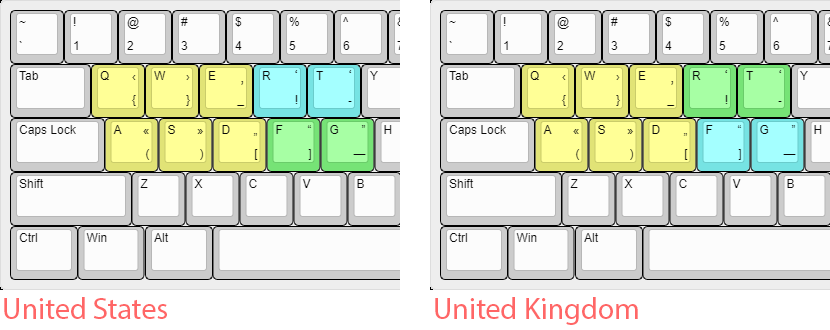 ~ ! @ # $ % ^
` 1 2 3 4 5 6
Tab Q ‹ W › E ‚ R ‘ T ‘ Y
{ } _ ! -
Caps Lock A « S » D „ F “ G “ H
( ) [ ] —
Shift Z X C V B
Ctrl Win Alt
United States
~ ! @ # $ % ^
` 1 2 3 4 5 6
Tab Q ‹ W › E ‚ R ‘ T ‘ Y
{ } _ ! -
Caps Lock A « S » D „ F “ G “ H
( ) [ ] —
Shift Z X C V B
Ctrl Win Alt
United Kingdom